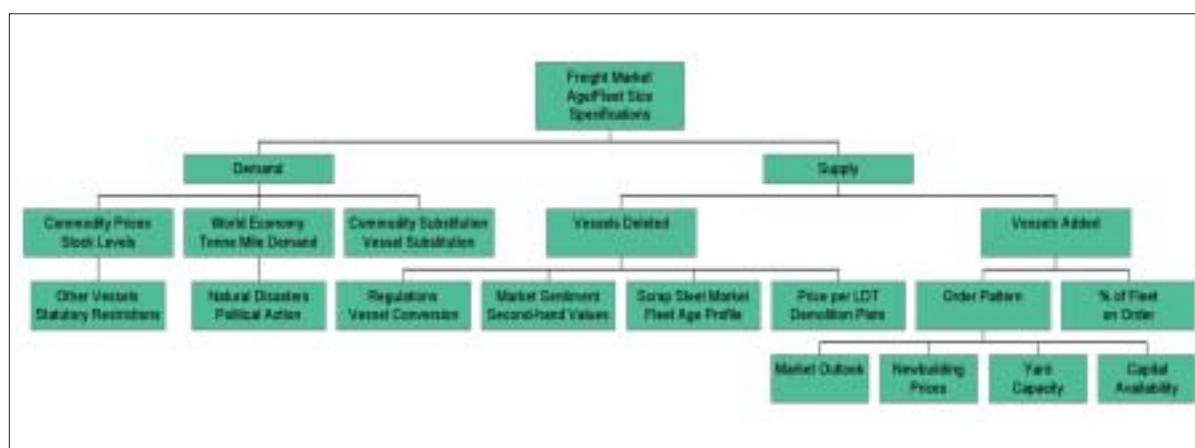 Freight Market
Age/Fleet Size
Specifications
Demand
Supply
Commodity Prices
Stock Levels
World Economy
Tonne Mile Demand
Commodity Substitution
Vessel Substitution
Vessels Deleted
Vessels Added
Other Vessels
Statutory Restrictions
Natural Disasters
Political Action
Regulations
Vessel Conversion
Market Sentiment
Second-hand Values
Scrap Steel Market
Fleet Age Profile
Price per LDT
Demolition
Order Pattern
% of Fleet
on Order
Market Outlook
Newbuilding
Prices
Yard
Capacity
Capital
Availability